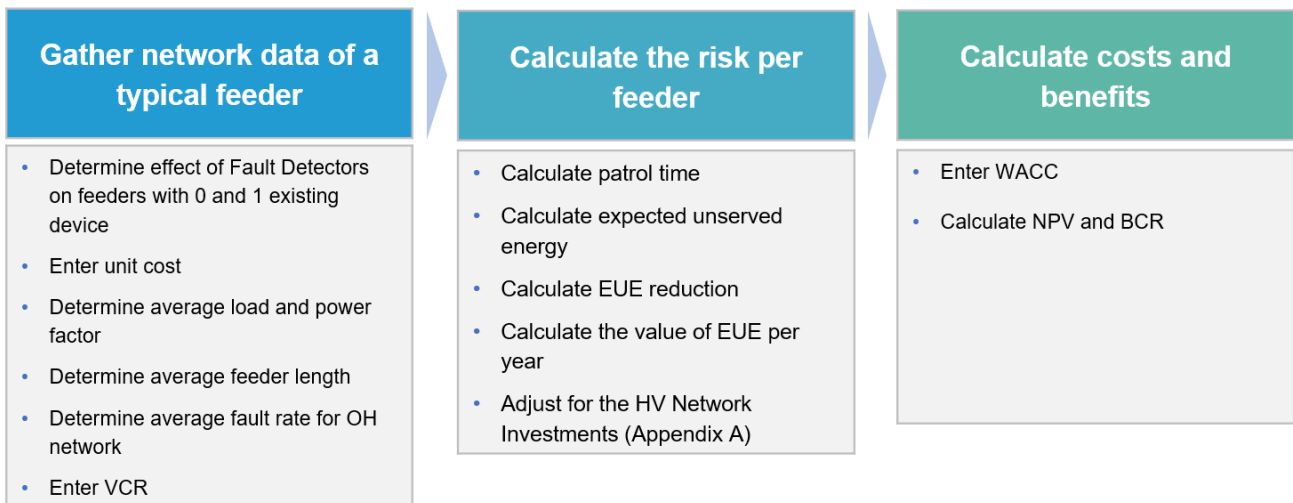 Gather network data of a
typical feeder
• Determine effect of Fault Detectors
on feeders with 0 and 1 existing
device
• Enter unit cost
• Determine average load and power
factor
• Determine average feeder length
• Determine average fault rate for OH
network
• Enter VCR
Calculate the risk per
feeder
• Calculate patrol time
• Calculate expected unserved
energy
• Calculate EUE reduction
• Calculate the value of EUE per
year
• Adjust for the HV Network
Investments (Appendix A)
Calculate costs and
benefits
• Enter WACC
• Calculate NPV and BCR